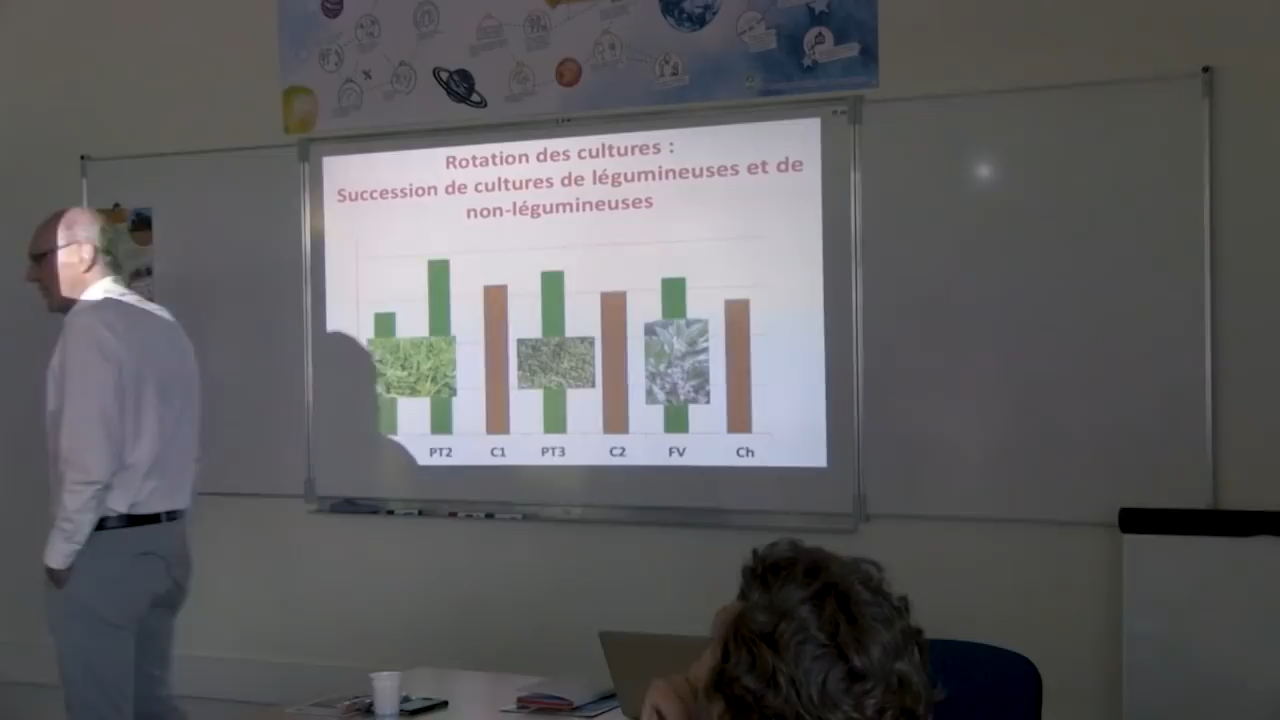 Rotation des cultures :
Succession de cultures de légumineuses et de
non-légumineuses
PT2 C1 PT3 C2 FV Ch